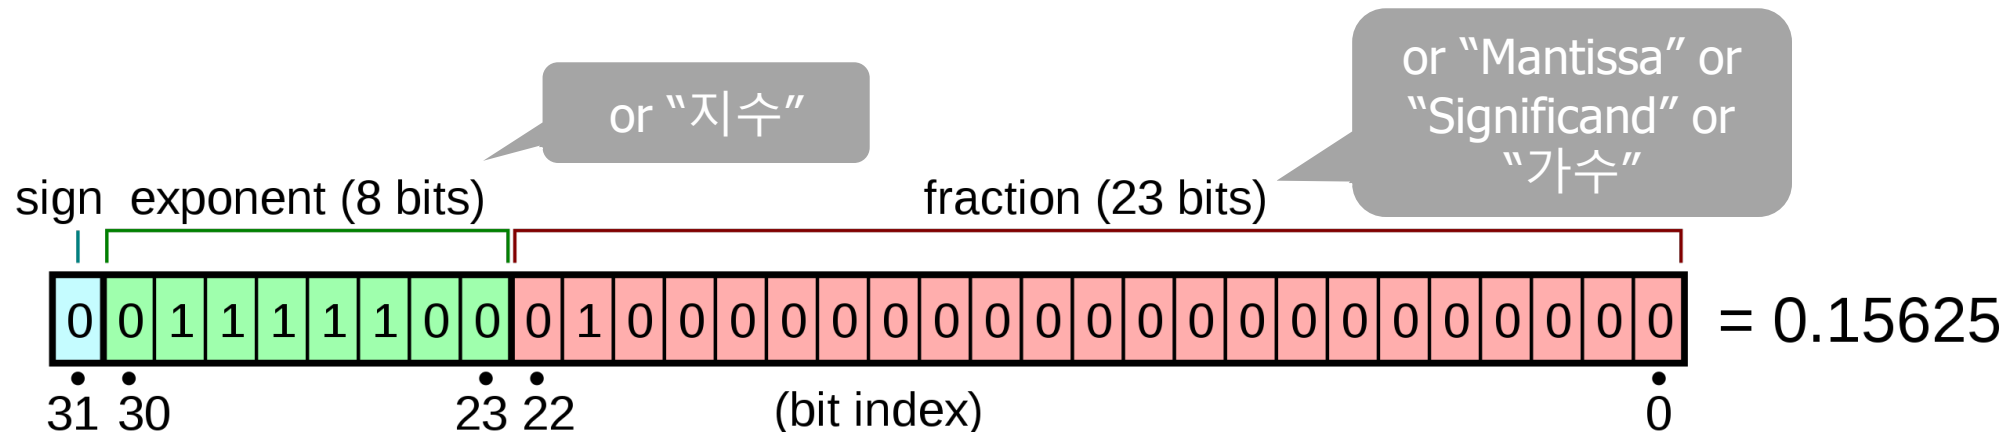 or “지수”
or “Mantissa” or
“Significand” or
“가수”
sign exponent (8 bits) fraction (23 bits)
0 0 1 1 1 1 1 0 0 0 1 0 0 0 0 0 0 0 0 0 0 0 0 0 0 0 0 0 0 0 0 0 = 0.15625
31 30 23 22 (bit index) 0